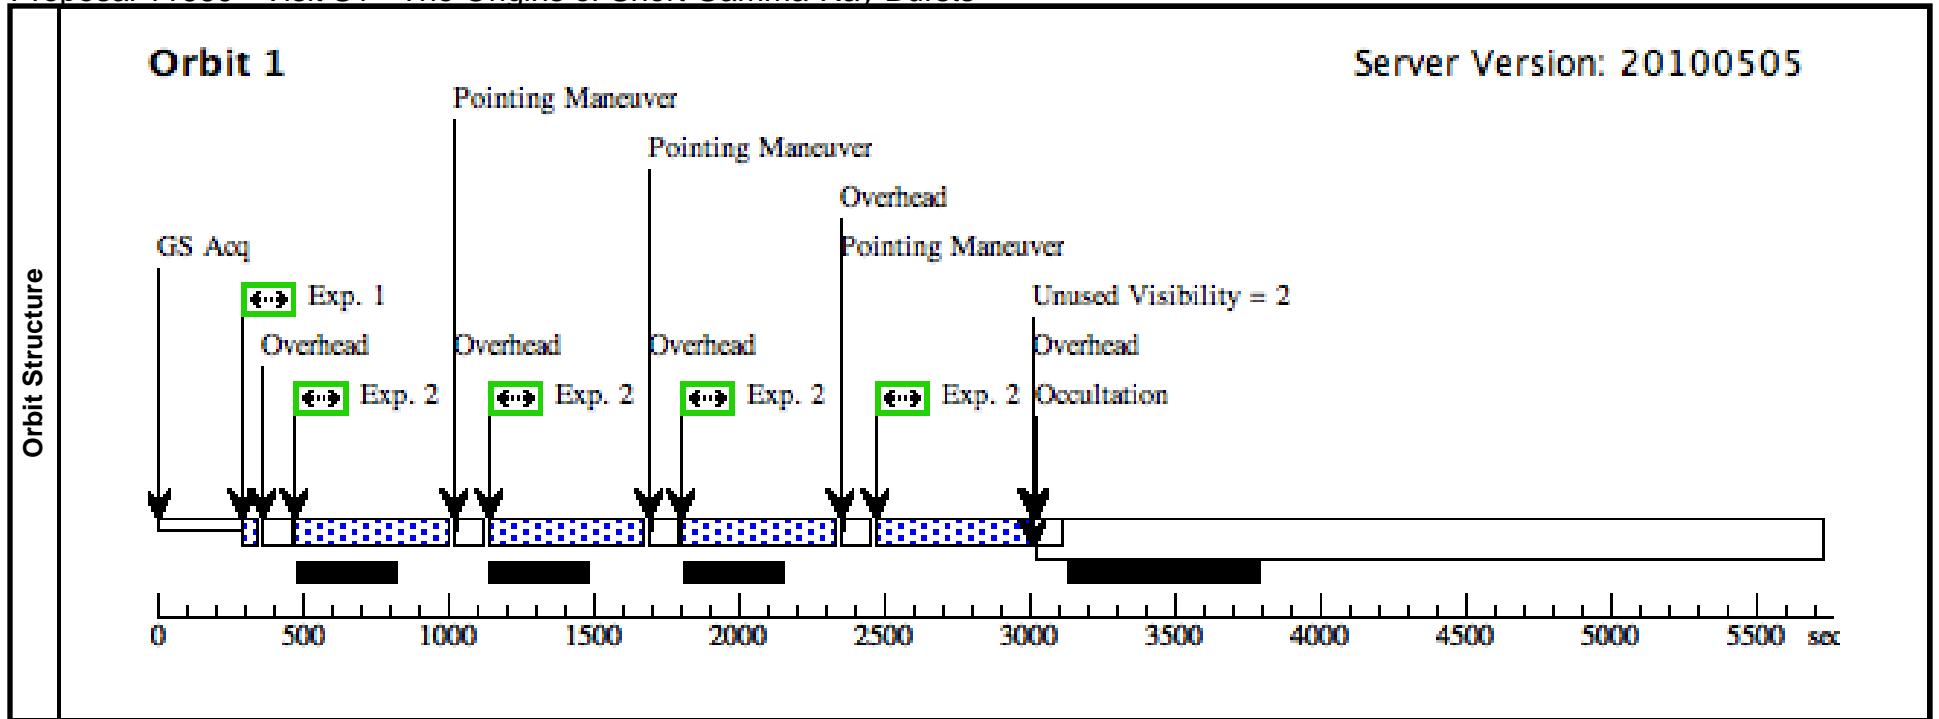 Orbit 1
Server Version: 20100505
Pointing Maneuver
Pointing Maneuver
Overhead
GS Acq
Pointing Maneuver
Exp. 1
Unused Visibility = 2
Overhead
Overhead
Overhead
Overhead
Exp. 2
Exp. 2
Exp. 2
Exp. 2
Occultation
Orbit Structure
0 500 1000 1500 2000 2500 3000 3500 4000 4500 5000 5500 sec